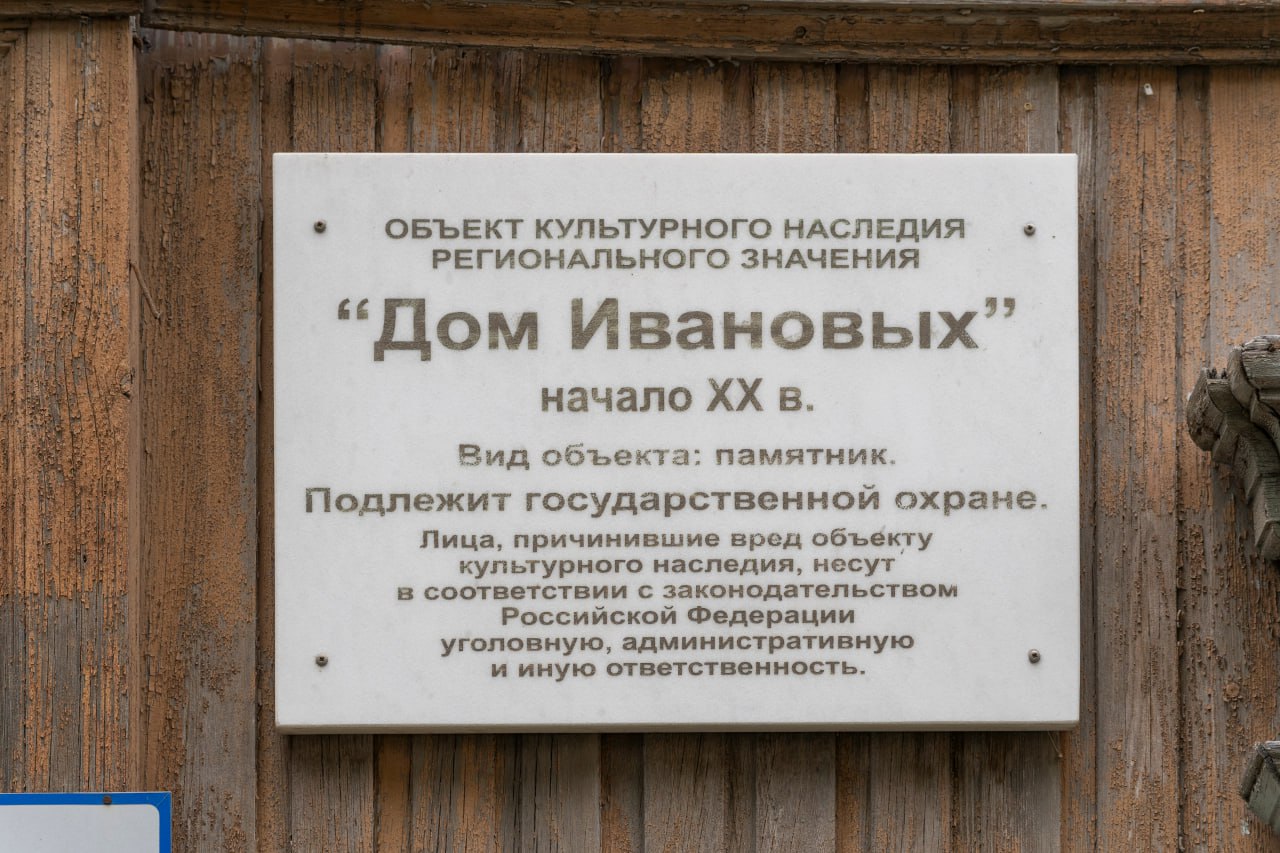 ОБЪЕКТ КУЛЬТУРНОГО НАСЛЕДИЯ
РЕГИОНАЛЬНОГО ЗНАЧЕНИЯ
“Дом Ивановых”
начало XX в.
Вид объекта: памятник.
Подлежит государственной охране.
Лица, причинившие вред объекту
культурного наследия, несут
в соответствии с законодательством
Российской Федерации
уголовную, административную
и иную ответственность.